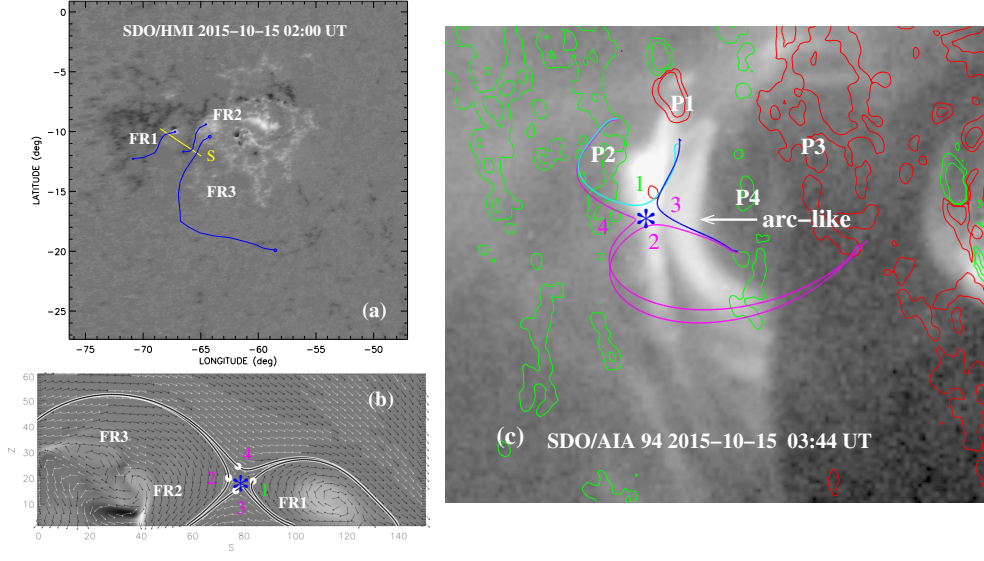 SDO/HMI 2015-10-15 02:00 UT
0
-5
-10
-15
-20
-25
LATITUDE (deg)
FR1
FR2
S
FR3
(a)
-75
-70
-65
-60
-55
-50
LONGITUDE (deg)
(b)
60
50
40
30
20
10
Z
FR3
FR2
FR1
4
2
1
3
0
20
40
60
80
100
120
140
S
P1
P2
P3
1
3
P4
4
2
arc-like
(c)
SDO/AIA 94 2015-10-15 03:44 UT